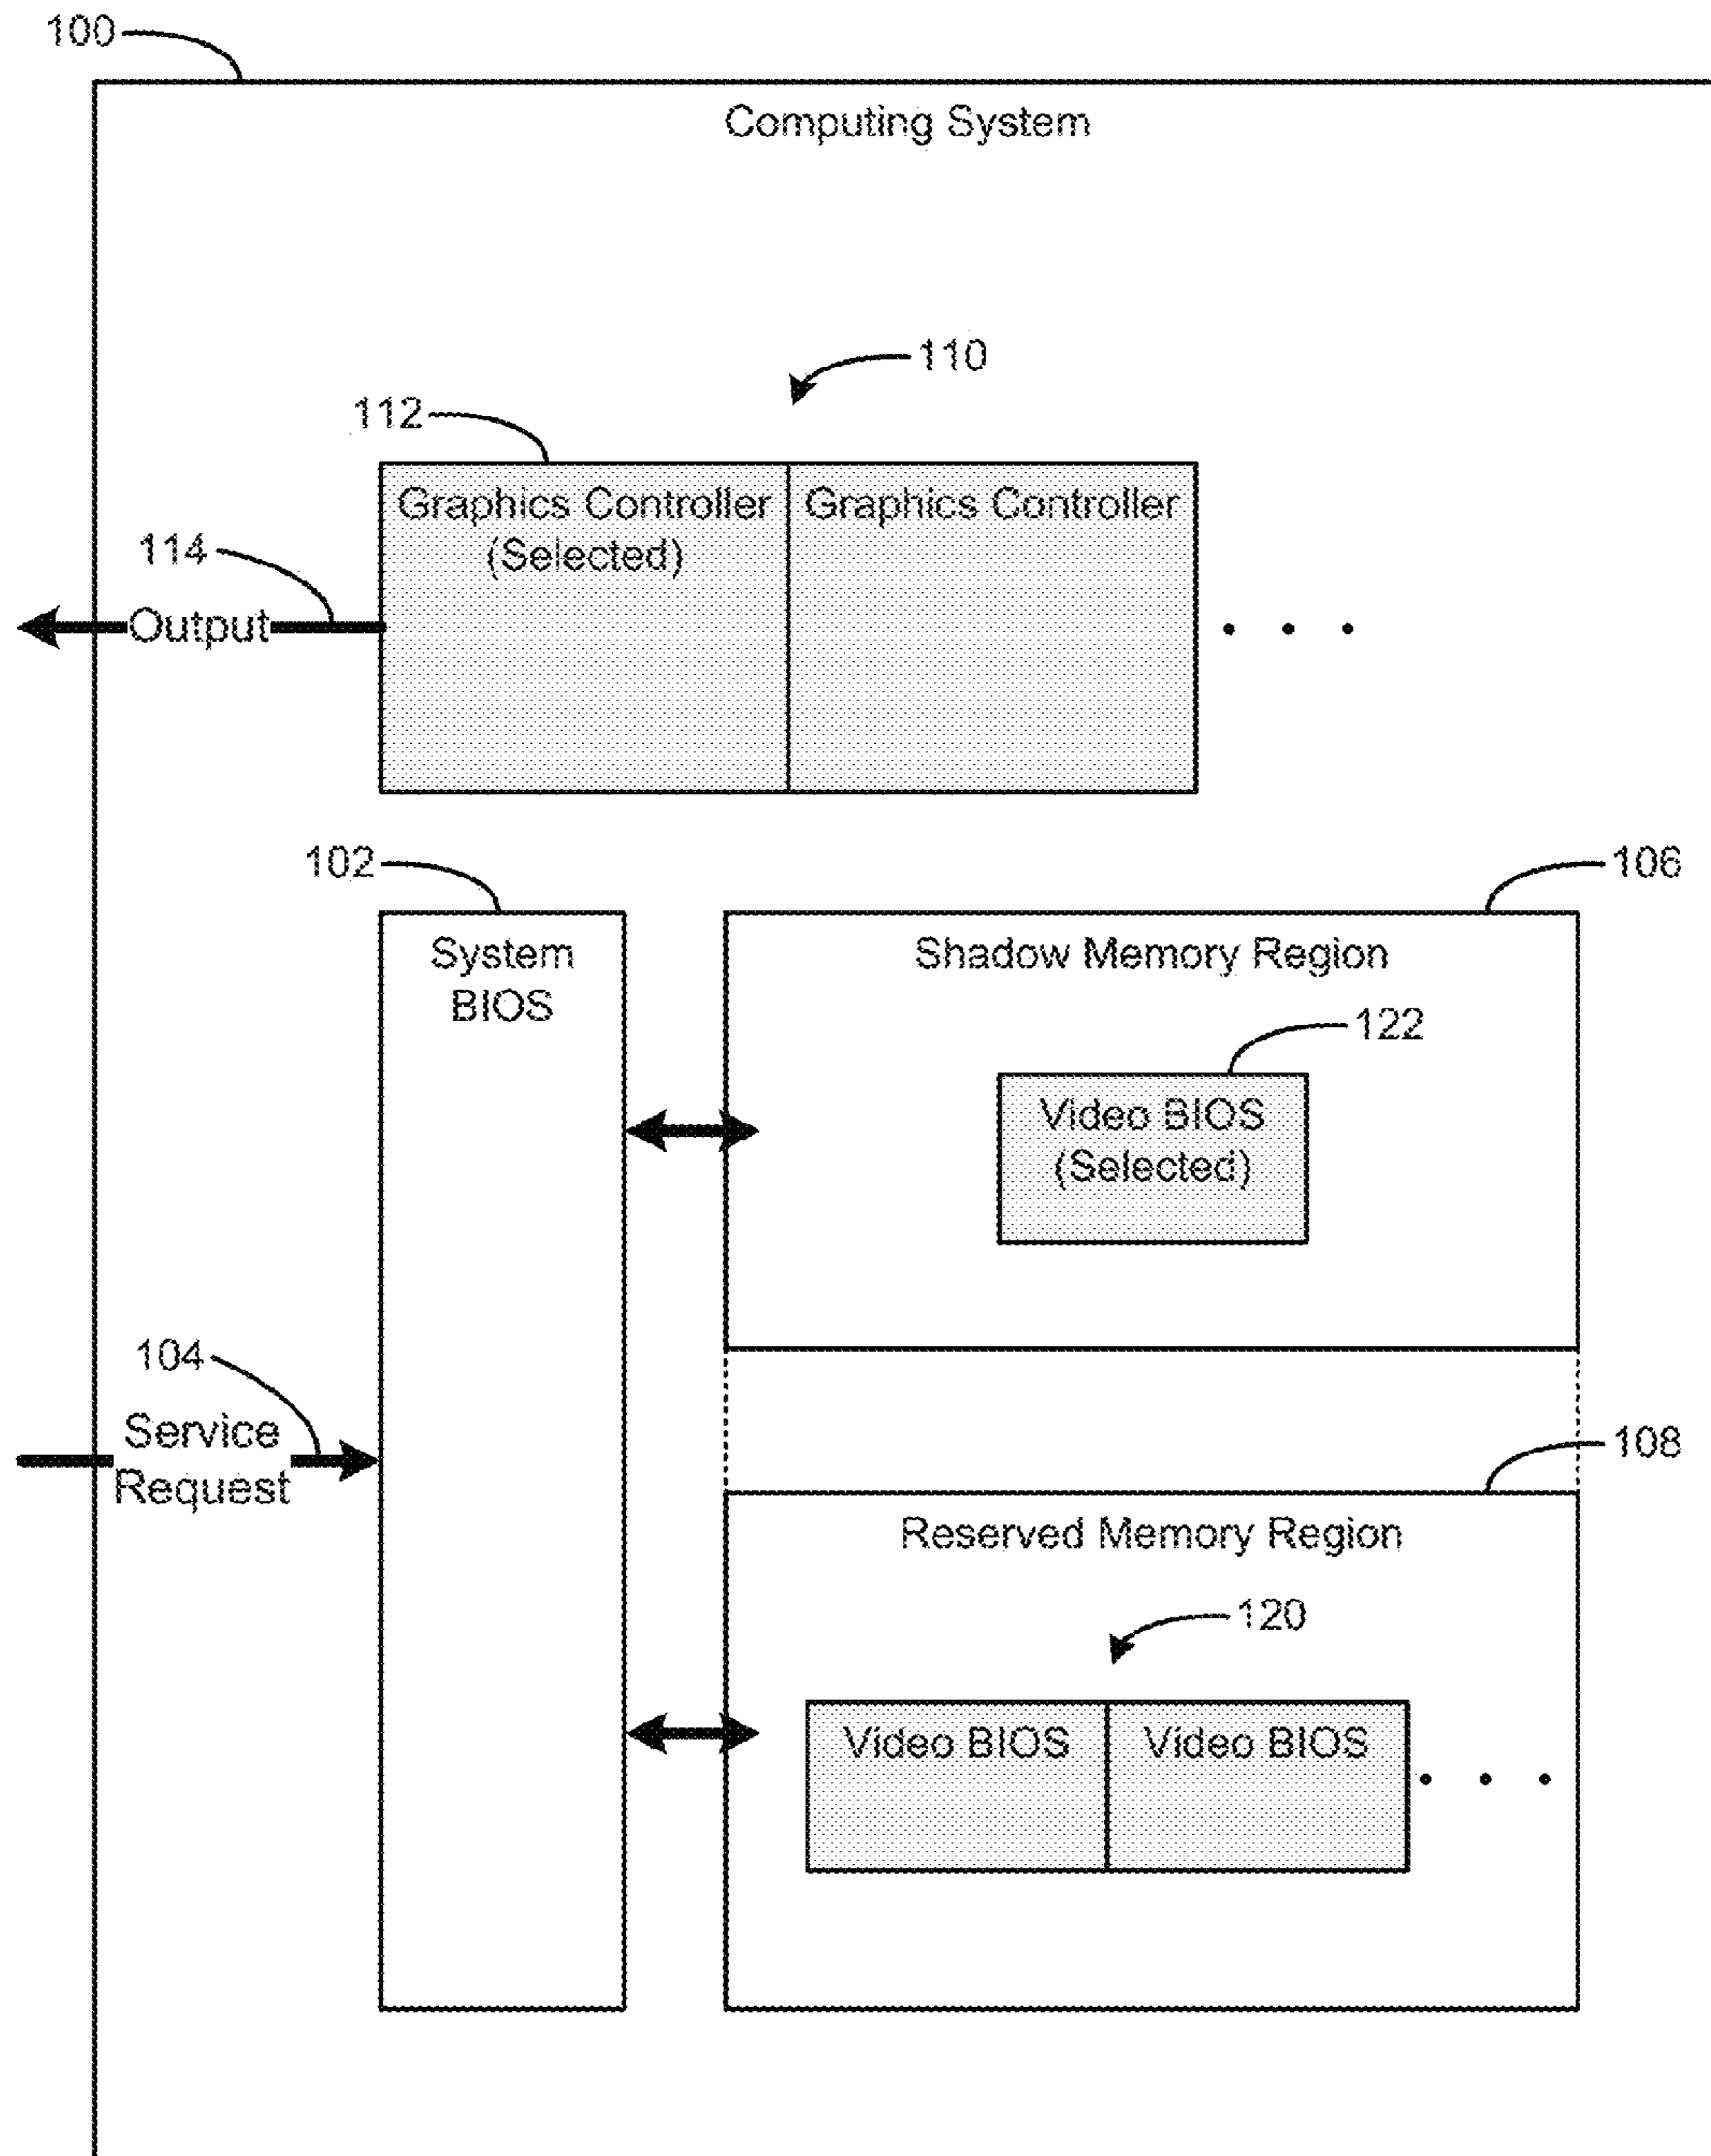 100
Computing System
110
112
Graphics Controller
(Selected)
Graphics Controller
114
Output
. . .
102
106
System
BIOS
Shadow Memory Region
122
Video BIOS
(Selected)
104
Service
Request
108
Reserved Memory Region
120
Video BIOS
Video BIOS
. . .